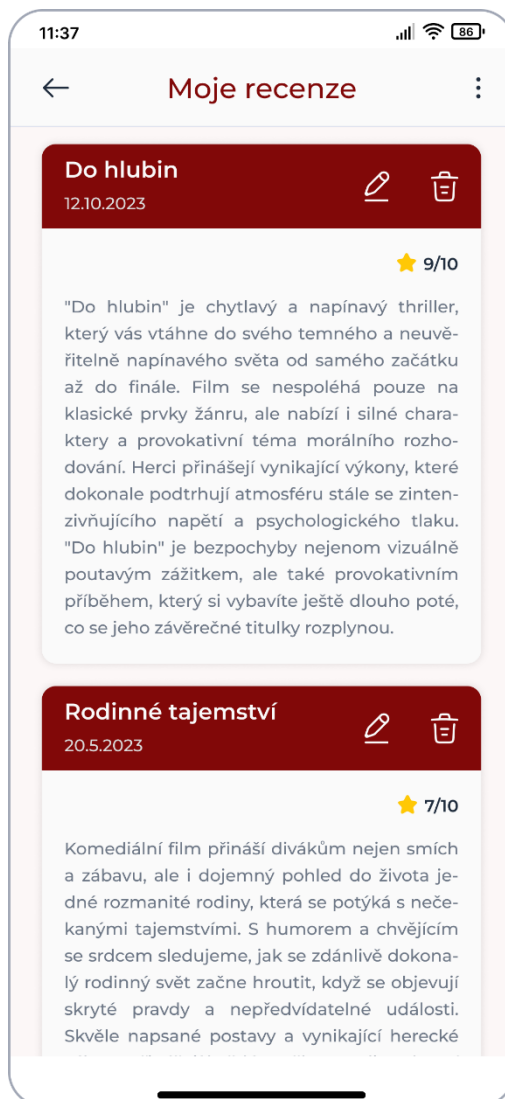 11:37
86
Moje recenze
Do hlubin
12.10.2023
9/10
"Do hlubin" je chytlavý a napínavý thriller,
který vás vtáhne do svého temného a neuvě-
řitelně napínavého světa od samého začátku
až do finále. Film se nespoléhá pouze na
klasické prvky žánru, ale nabízí i silné chara-
ktery a provokativní téma morálního rozho-
dování. Herci přinášejí vynikající výkony, které
dokonale podtrhují atmosféru stále se zinten-
zivňujícího napětí a psychologického tlaku.
"Do hlubin" je bezpochyby nejenom vizuálně
poutavým zážitkem, ale také provokativním
příběhem, který si vybavíte ještě dlouho poté,
co se jeho závěrečné titulky rozplynou.
Rodinné tajemství
20.5.2023
7/10
Komediální film přináší divákům nejen smích
a zábavu, ale i dojemný pohled do života je-
dné rozmanité rodiny, která se potýká s neče-
kanými tajemstvími. S humorem a chvějícím
se srdcem sledujeme, jak se zdánlivě dokona-
lý rodinný svět začne hroutit, když se objevují
skryté pravdy a nepředvídatelné události.
Skvěle napsané postavy a vynikající herecké